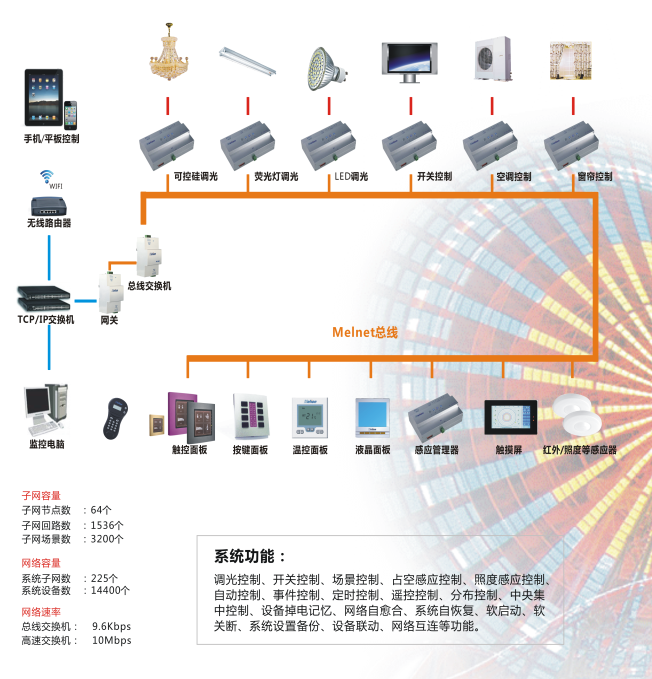 手机/平板控制
可控硅调光
荧光灯调光
LED调光
开关控制
空调控制
窗帘控制
WIFI
无线路由器
总线交换机
TCP/IP交换机
网关
Melnet总线
监控电脑
触控面板
按键面板
温控面板
液晶面板
感应管理器
触摸屏
红外/照度等感应器
子网容量
子网节点数 : 64个
子网回路数 : 1536个
子网场景数 : 3200个
网络容量
系统子网数 : 225个
系统设备数 : 14400个
网络速率
总线交换机: 9.6Kbps
高速交换机: 10Mbps
系统功能:
调光控制、开关控制、场景控制、占空感应控制、照度感应控制、
自动控制、事件控制、定时控制、遥控控制、分布控制、中央集
中控制、设备掉电记忆、网络自愈合、系统自恢复、软启动、软
关断、系统设置备份、设备联动、网络互连等功能。